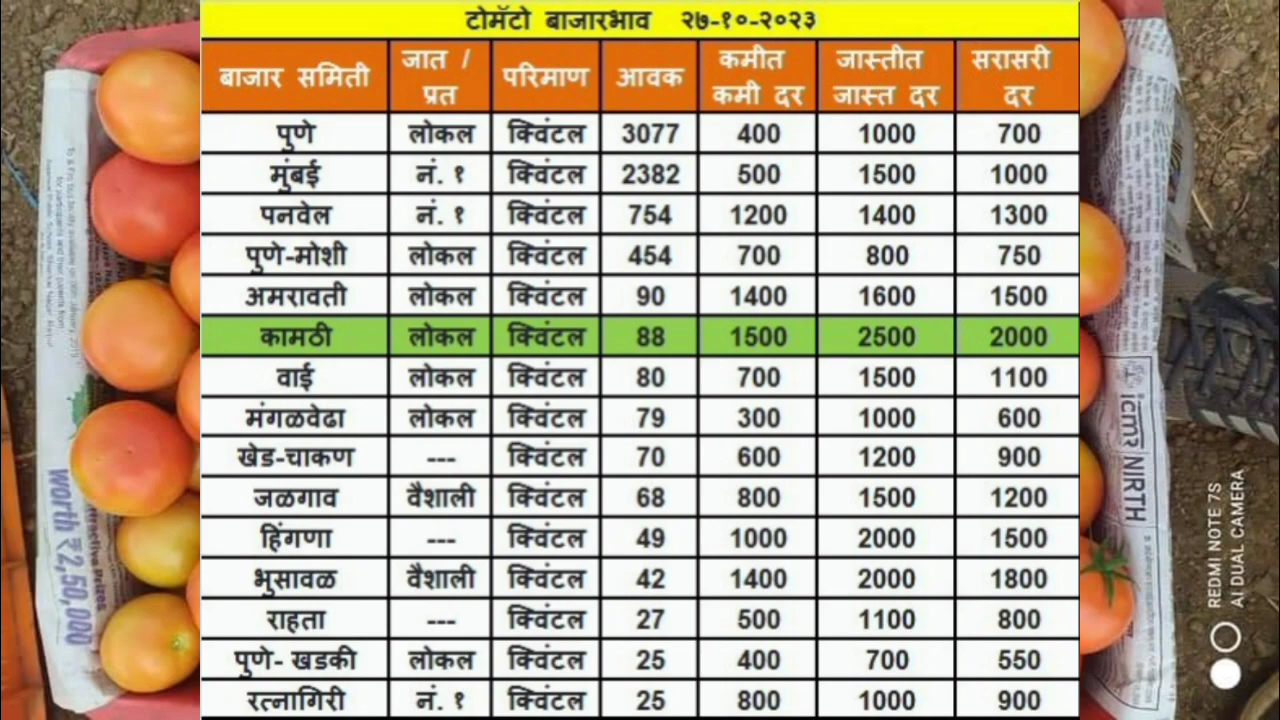 टोमॅटो बाजारभाव २७-१०-२०२३
बाजार समिती जात / प्रत परिमाण आवक कमीत कमी दर जास्तीत जास्त दर सरासरी दर
पुणे लोकल क्विंटल 3077 400 1000 700
मुंबई नं. १ क्विंटल 2382 500 1500 1000
पनवेल नं. १ क्विंटल 754 1200 1400 1300
पुणे-मोशी लोकल क्विंटल 454 700 800 750
अमरावती लोकल क्विंटल 90 1400 1600 1500
कामठी लोकल क्विंटल 88 1500 2500 2000
वाई लोकल क्विंटल 80 700 1500 1100
मंगळवेढा लोकल क्विंटल 79 300 1000 600
खेड-चाकण --- क्विंटल 70 600 1200 900
जळगाव वैशाली क्विंटल 68 800 1500 1200
हिंगणा --- क्विंटल 49 1000 2000 1500
भुसावळ वैशाली क्विंटल 42 1400 2000 1800
राहता --- क्विंटल 27 500 1100 800
पुणे- खडकी लोकल क्विंटल 25 400 700 550
रत्नागिरी नं. १ क्विंटल 25 800 1000 900
worth ₹2,50,000
icmr NIRTH
REDMI NOTE 7S
AI DUAL CAMERA